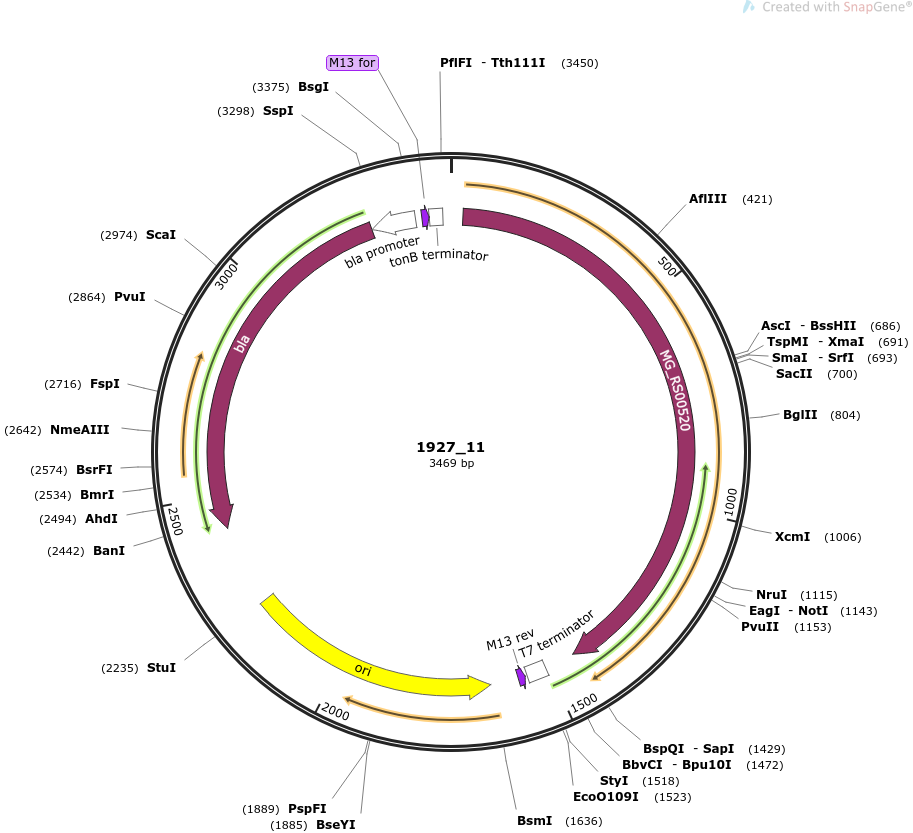 Created with SnapGene®
M13 for
PflFI - Tth111I (3450)
(3375) BsgI
(3298) SspI
AflIII (421)
(2974) ScaI
(2864) PvuI
(2716) FspI
(2642) NmeAIII
(2574) BsrFI
(2534) BmrI
(2494) AhdI
(2442) BanI
(2235) StuI
(1889) PspFI
(1885) BseYI
AscI - BssHII (686)
TspMI - XmaI (691)
SmaI - SrfI (693)
SacII (700)
BglII (804)
XcmI (1006)
NruI (1115)
EagI - NotI (1143)
PvuII (1153)
BspQI - SapI (1429)
BbvCI - Bpu10I (1472)
StyI (1518)
EcoO109I (1523)
BsmI (1636)
500
1000
1500
2000
2500
3000
bla promoter
tonB terminator
bla
MG_RS00520
1927_11
3469 bp
M13 rev
T7 terminator
ori